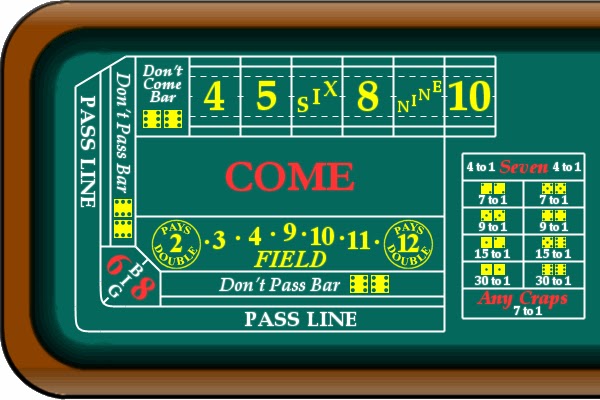 PASS LINE
Don't Pass Bar
Don't
Come
Bar
4 5 SIX 8 NINE 10
COME
PAYS
2
DOUBLE
·3 · 4 · 9 · 10 · 11 ·
FIELD
PAYS
12
DOUBLE
6 BIG 8
Don't Pass Bar
PASS LINE
4 to 1 Seven 4 to 1
7 to 1 7 to 1
9 to 1 9 to 1
15 to 1 15 to 1
30 to 1 30 to 1
Any Craps
7 to 1